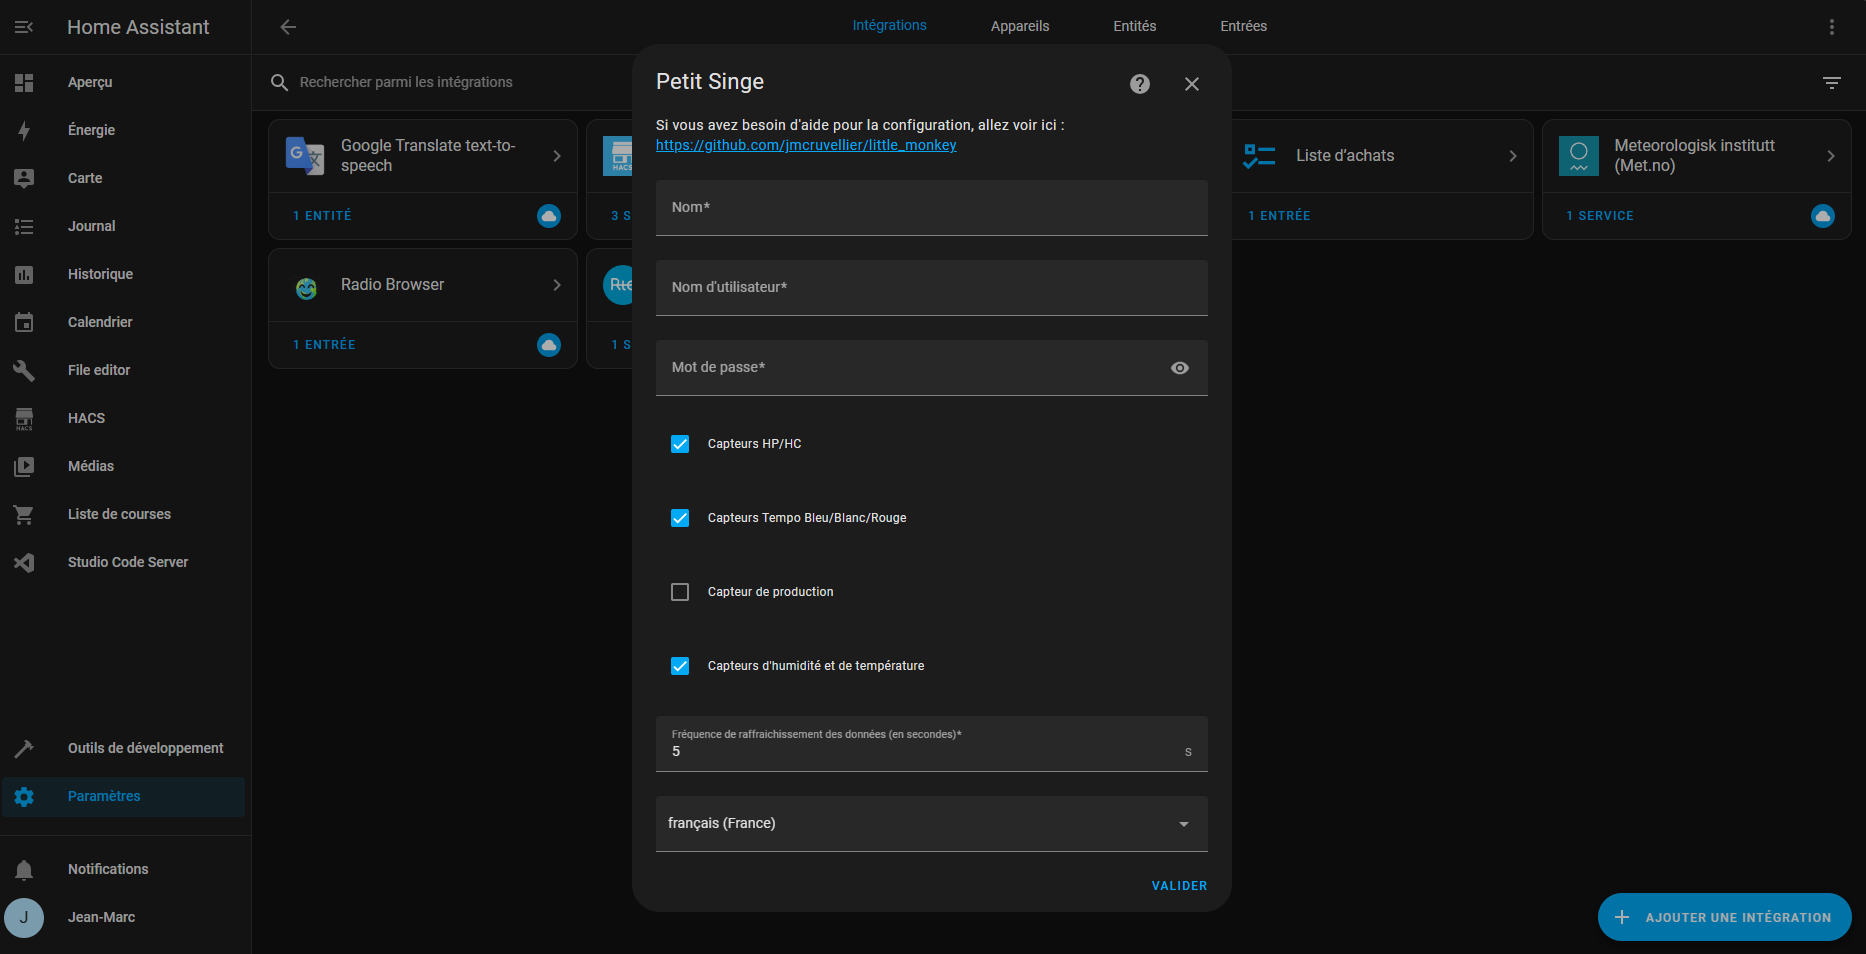 Home Assistant
Aperçu
Énergie
Carte
Journal
Historique
Calendrier
File editor
HACS
HACS
Médias
Liste de courses
Studio Code Server
Outils de développement
Paramètres
Notifications
J
Jean-Marc
Intégrations
Appareils
Entités
Entrées
Rechercher parmi les intégrations
G
文
Google Translate text-to-
speech
1 ENTITÉ
HACS
3 S
Liste d'achats
1 ENTRÉE
Meteorologisk institutt
(Met.no)
1 SERVICE
Radio Browser
1 ENTRÉE
Rte
1 S
Petit Singe
Si vous avez besoin d'aide pour la configuration, allez voir ici :
https://github.com/jmcruvellier/little_monkey
Nom*
Nom d'utilisateur*
Mot de passe*
Capteurs HP/HC
Capteurs Tempo Bleu/Blanc/Rouge
Capteur de production
Capteurs d'humidité et de température
Fréquence de raffraichissement des données (en secondes)*
5 s
français (France)
VALIDER
AJOUTER UNE INTÉGRATION